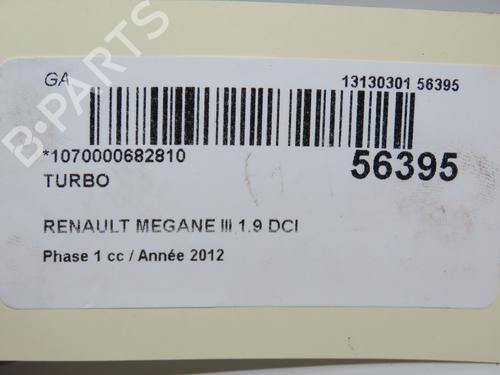 GA
13130301 56395
*1070000682810
56395
TURBO
RENAULT MEGANE III 1.9 DCI
Phase 1 cc / Année 2012
B-PARTS